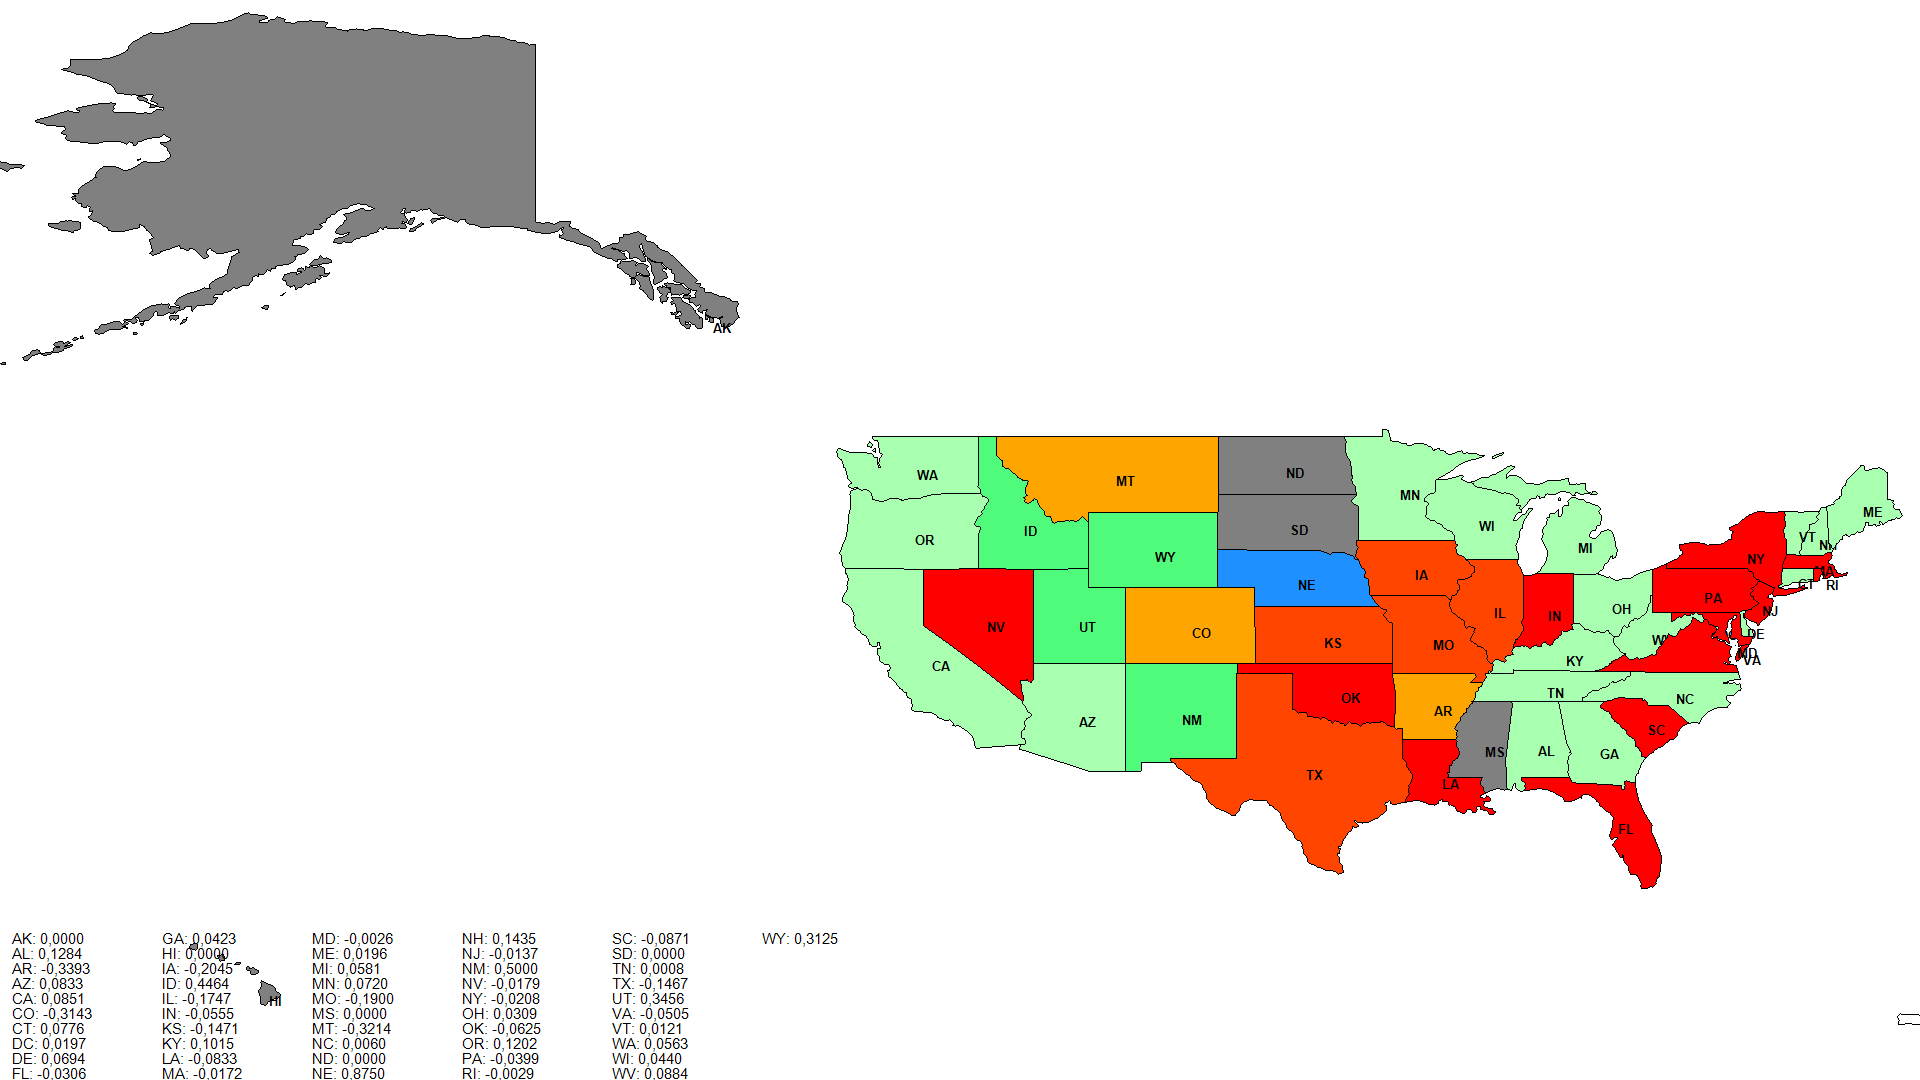 AK
WA
MT
ND
MN
ME
OR
ID
SD
WI
VT
NH
WY
MI
NY
NE
IA
MA
CT
RI
PA
NJ
OH
IL
IN
NV
UT
CO
KS
MO
WV
DE
MD
VA
CA
KY
TN
NC
AZ
NM
OK
AR
SC
MS
AL
GA
TX
LA
FL
HI
AK: 0,0000 GA: 0,0423 MD: -0,0026 NH: 0,1435 SC: -0,0871 WY: 0,3125
AL: 0,1284 HI: 0,0000 ME: 0,0196 NJ: -0,0137 SD: 0,0000
AR: -0,3393 IA: -0,2045 MI: 0,0581 NM: 0,5000 TN: 0,0008
AZ: 0,0833 ID: 0,4464 MN: 0,0720 NV: -0,0179 TX: -0,1467
CA: 0,0851 IL: -0,1747 MO: -0,1900 NY: -0,0208 UT: 0,3456
CO: -0,3143 IN: -0,0555 MS: 0,0000 OH: 0,0309 VA: -0,0505
CT: 0,0776 KS: -0,1471 MT: -0,3214 OK: -0,0625 VT: 0,0121
DC: 0,0197 KY: 0,1015 NC: 0,0060 OR: 0,1202 WA: 0,0563
DE: 0,0694 LA: -0,0833 ND: 0,0000 PA: -0,0399 WI: 0,0440
FL: -0,0306 MA: -0,0172 NE: 0,8750 RI: -0,0029 WV: 0,0884